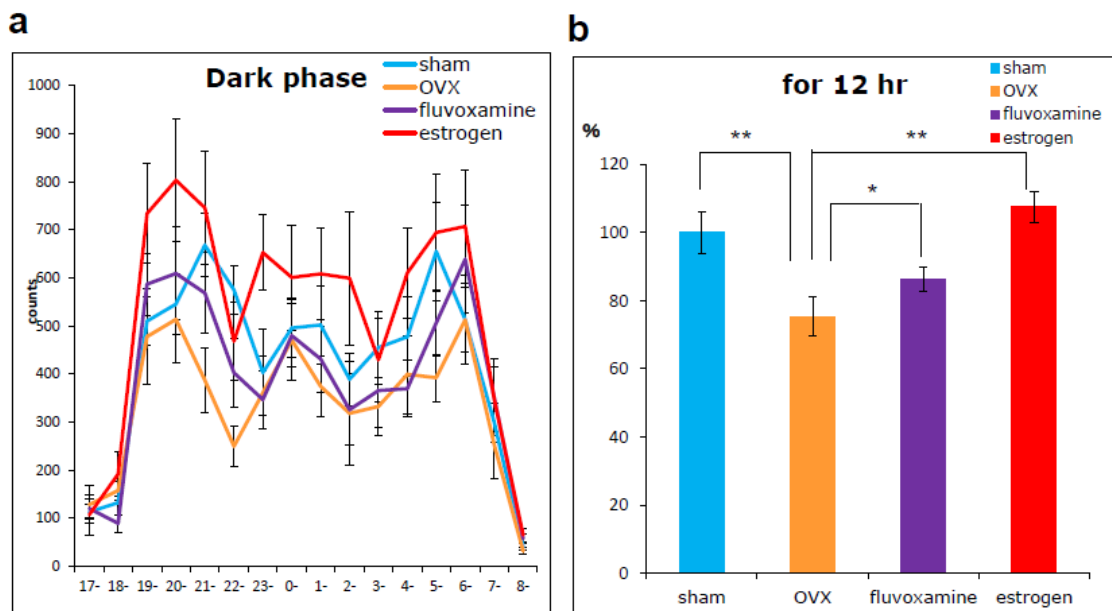 a
Dark phase
sham
OVX
fluvoxamine
estrogen
counts
1000
900
800
700
600
500
400
300
200
100
0
17- 18- 19- 20- 21- 22- 23- 0- 1- 2- 3- 4- 5- 6- 7- 8-
b
for 12 hr
sham
OVX
fluvoxamine
estrogen
%
** **
*
120
100
80
60
40
20
0
sham OVX fluvoxamine estrogen